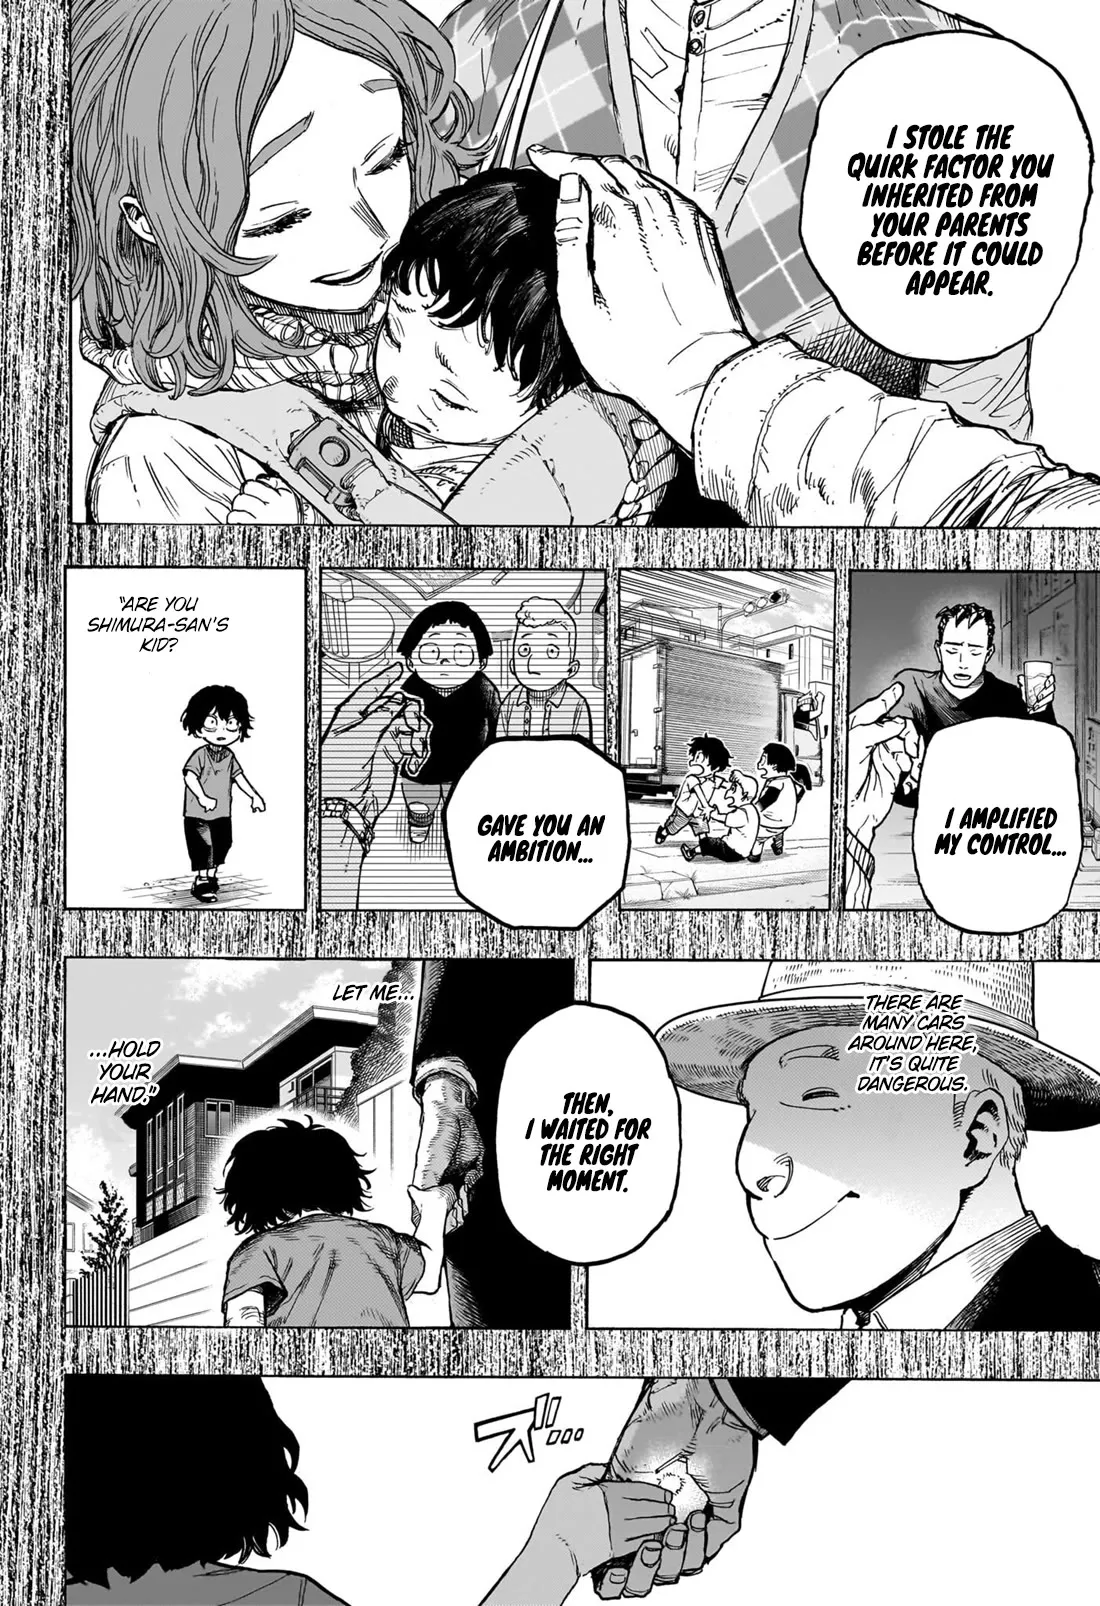 I STOLE THE
QUIRK FACTOR YOU
INHERITED FROM
YOUR PARENTS
BEFORE IT COULD
APPEAR.
I AMPLIFIED
MY CONTROL...
GAVE YOU AN
AMBITION...
"ARE YOU
SHIMURA-SAN'S
KID?
THERE ARE
MANY CARS
AROUND HERE,
IT'S QUITE
DANGEROUS.
THEN,
I WAITED FOR
THE RIGHT
MOMENT.
LET ME...
...HOLD
YOUR
HAND."
ズ...